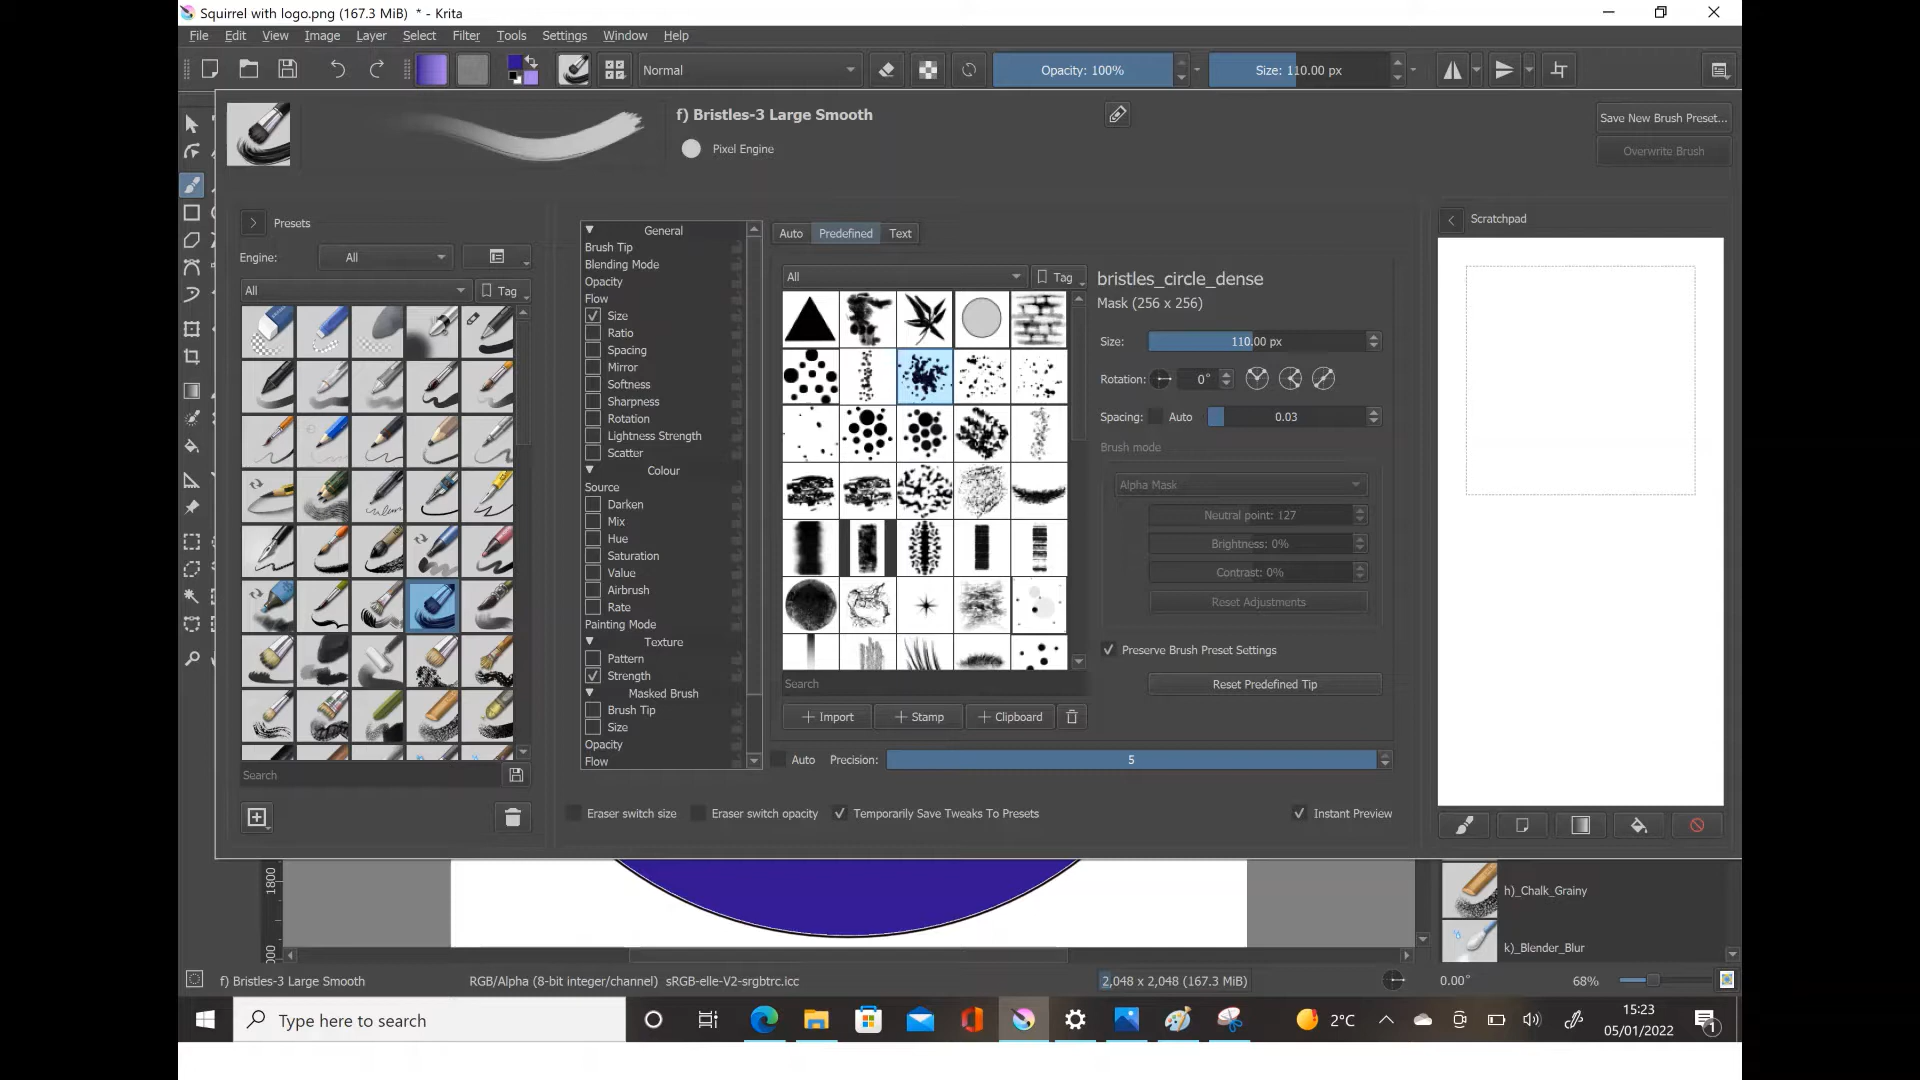 Squirrel with logo.png (167.3 MiB) * - Krita
File Edit View Image Layer Select Filter Tools Settings Window Help
Normal
Opacity: 100%
Size: 110.00 px
f) Bristles-3 Large Smooth
Pixel Engine
Save New Brush Preset...
Overwrite Brush
Presets
Engine: All
All
Tag
Search
General
Brush Tip
Blending Mode
Opacity
Flow
Size
Ratio
Spacing
Mirror
Softness
Sharpness
Rotation
Lightness Strength
Scatter
Colour
Source
Darken
Mix
Hue
Saturation
Value
Airbrush
Rate
Painting Mode
Texture
Pattern
Strength
Masked Brush
Brush Tip
Size
Opacity
Flow
Auto Predefined Text
All
Tag
Search
Import
Stamp
Clipboard
bristles_circle_dense
Mask (256 x 256)
Size: 110.00 px
Rotation: 0°
Spacing: Auto 0.03
Brush mode
Alpha Mask
Neutral point: 127
Brightness: 0%
Contrast: 0%
Reset Adjustments
Preserve Brush Preset Settings
Reset Predefined Tip
Auto Precision: 5
Eraser switch size Eraser switch opacity Temporarily Save Tweaks To Presets Instant Preview
Scratchpad
1800
h)_Chalk_Grainy
k)_Blender_Blur
f) Bristles-3 Large Smooth
RGB/Alpha (8-bit integer/channel) sRGB-elle-V2-srgbtrc.icc
2,048 x 2,048 (167.3 MiB)
0.00°
68%
Type here to search
2°C
15:23
05/01/2022
1